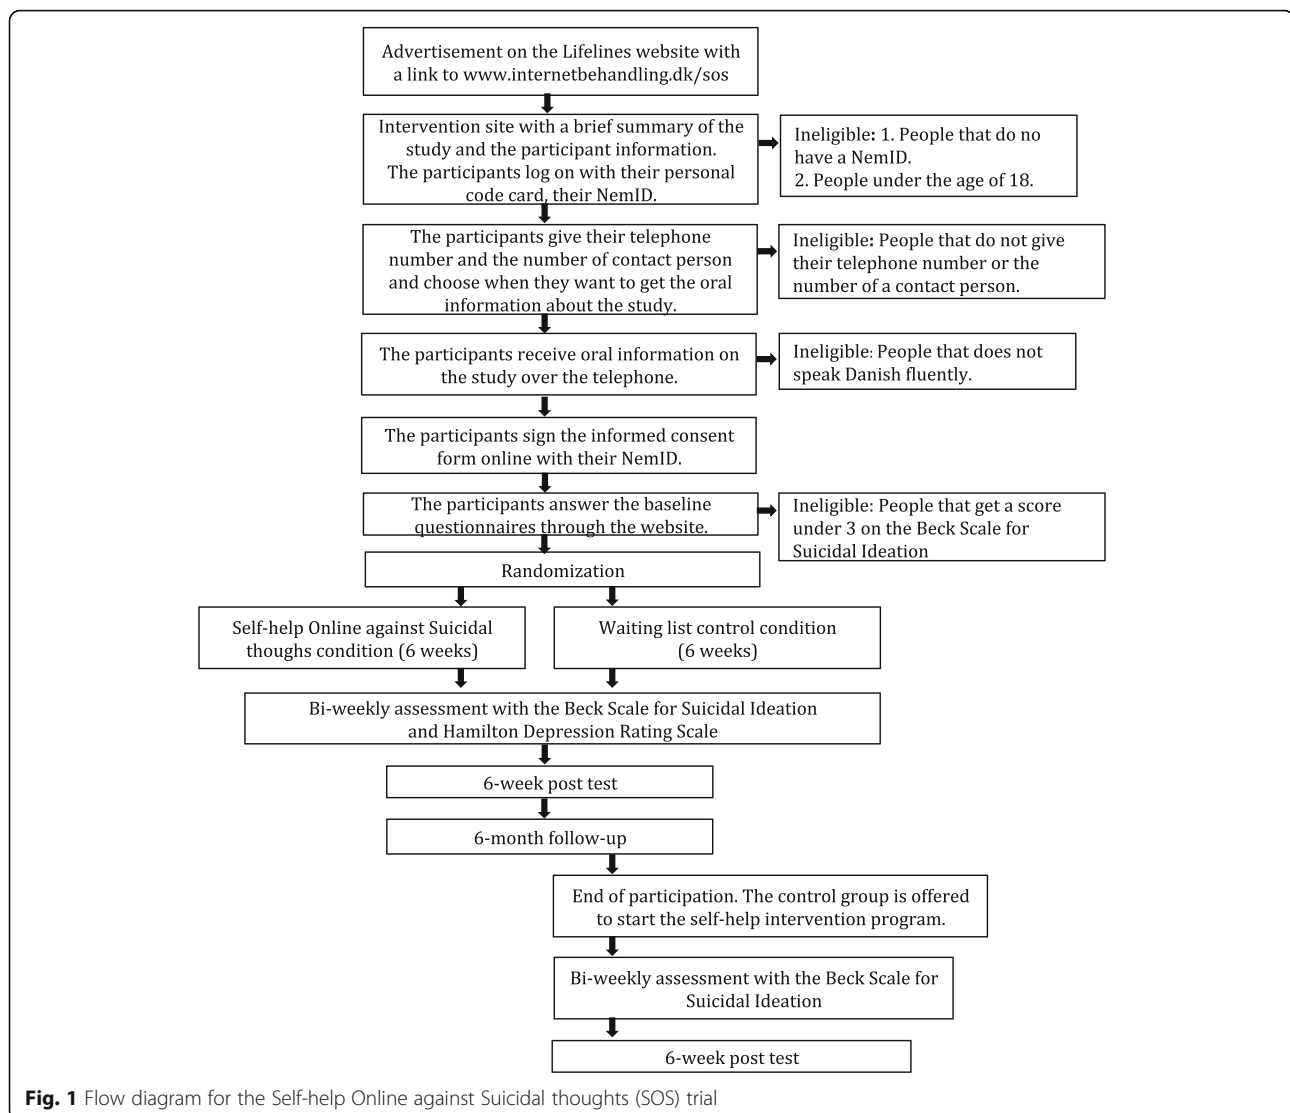 Advertisement on the Lifelines website with
a link to www.internetbehandling.dk/sos
Intervention site with a brief summary of the
study and the participant information.
The participants log on with their personal
code card, their NemID.
Ineligible: 1. People that do no
have a NemID.
2. People under the age of 18.
The participants give their telephone
number and the number of contact person
and choose when they want to get the oral
information about the study.
Ineligible: People that do not give
their telephone number or the
number of a contact person.
The participants receive oral information on
the study over the telephone.
Ineligible: People that does not
speak Danish fluently.
The participants sign the informed consent
form online with their NemID.
The participants answer the baseline
questionnaires through the website.
Ineligible: People that get a score
under 3 on the Beck Scale for
Suicidal Ideation
Randomization
Self-help Online against Suicidal
thoughs condition (6 weeks)
Waiting list control condition
(6 weeks)
Bi-weekly assessment with the Beck Scale for Suicidal Ideation
and Hamilton Depression Rating Scale
6-week post test
6-month follow-up
End of participation. The control group is offered
to start the self-help intervention program.
Bi-weekly assessment with the Beck Scale for
Suicidal Ideation
6-week post test
Fig. 1 Flow diagram for the Self-help Online against Suicidal thoughts (SOS) trial